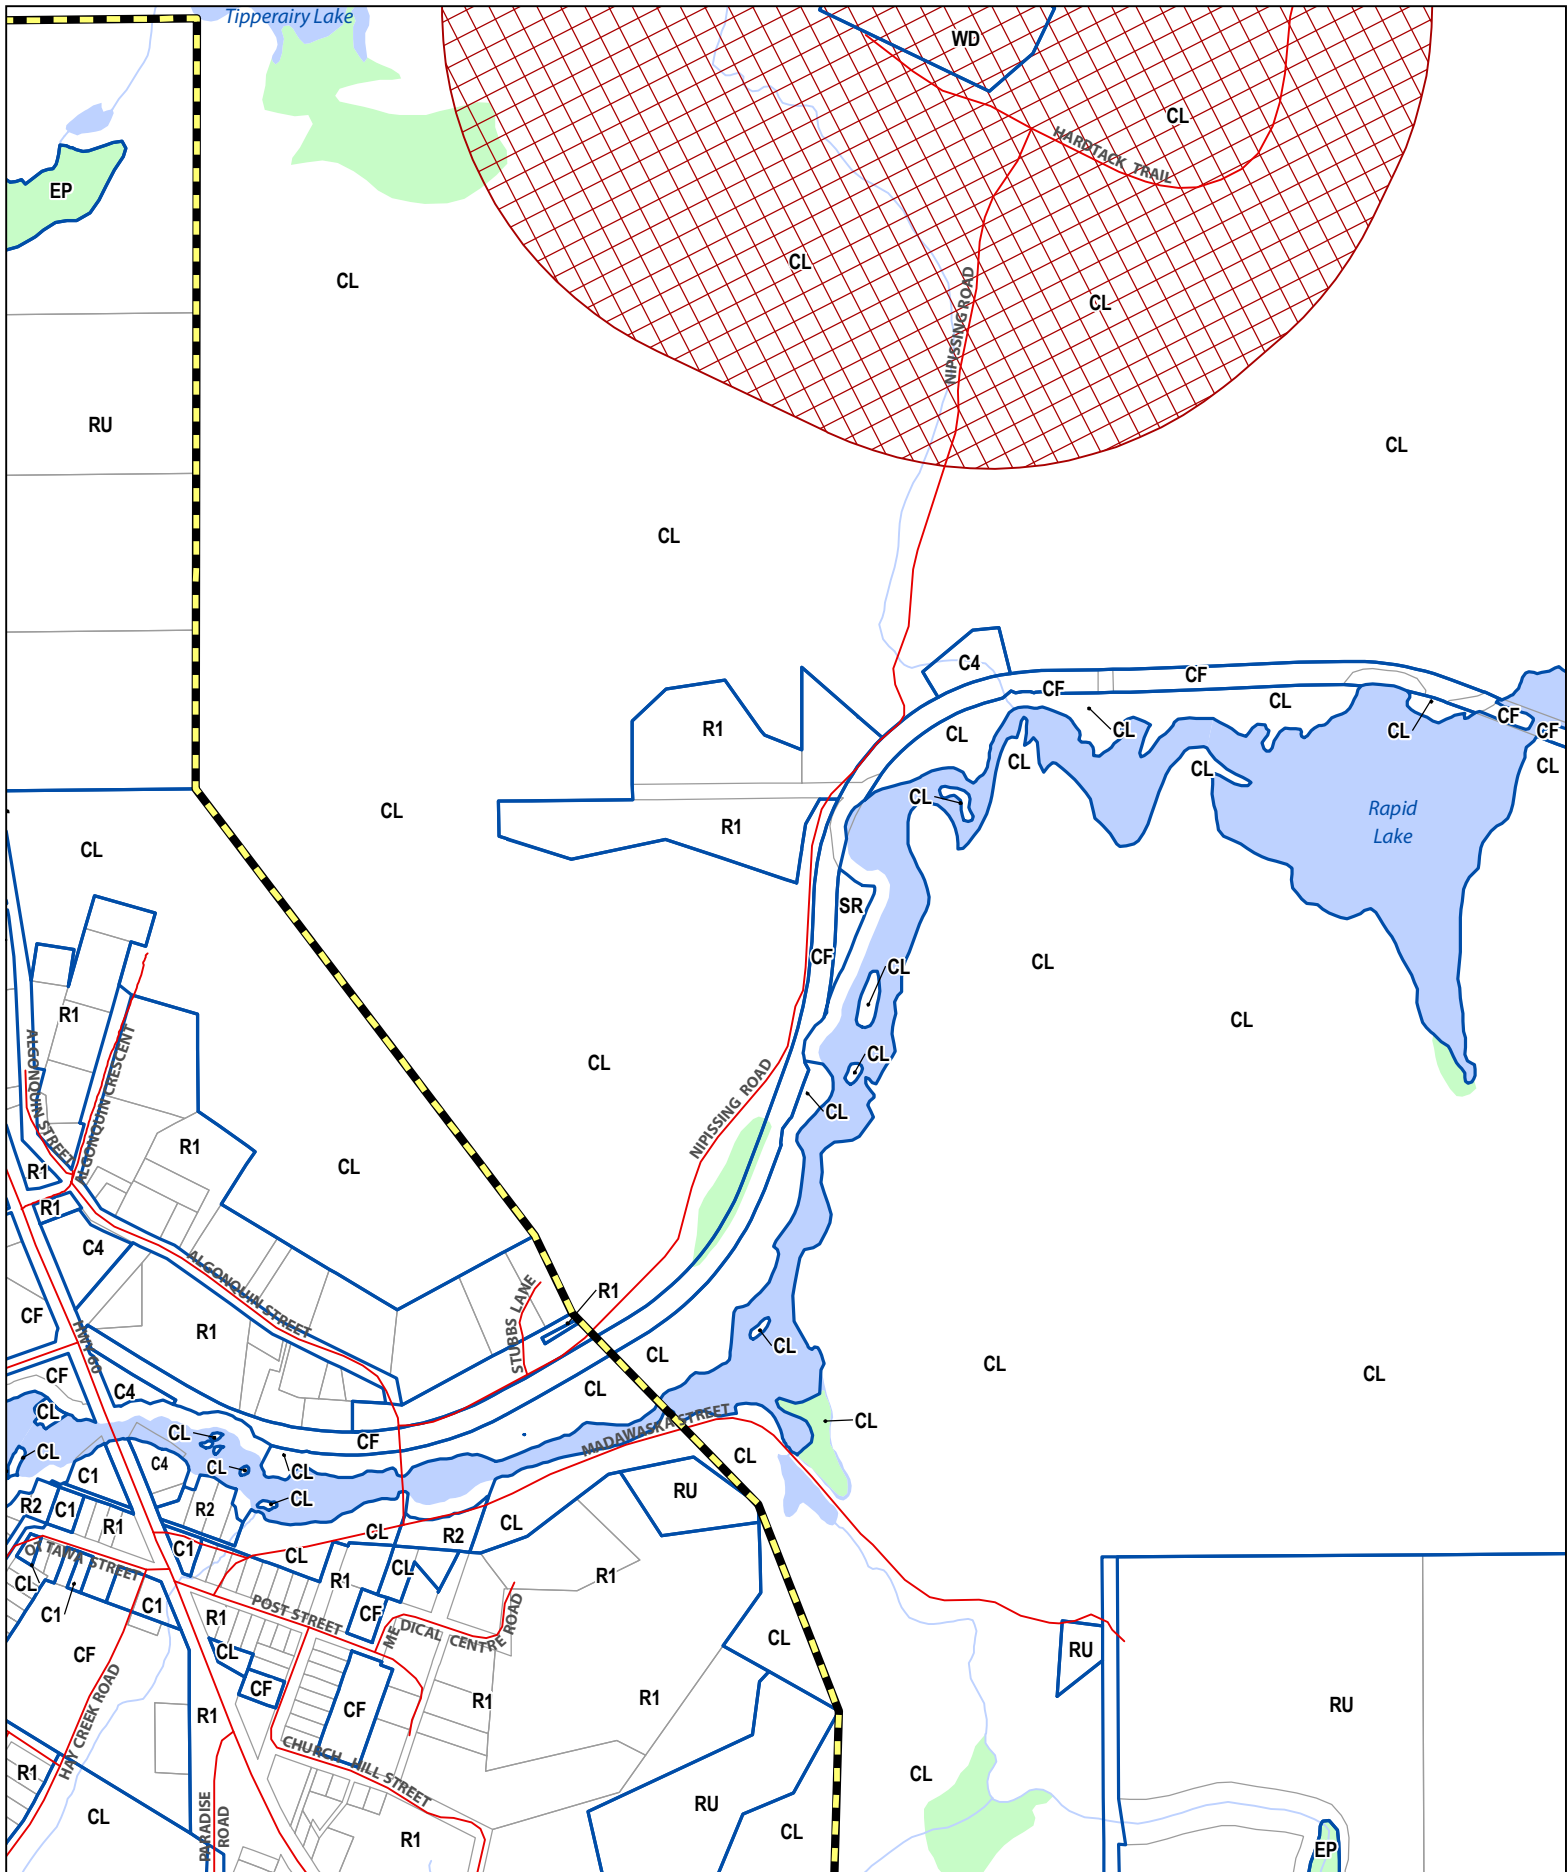 Tipperairy Lake
WD
CL
HARDTACK TRAIL
EP
CL
CL
CL
NIPISSING ROAD
RU
CL
CL
C4
CF
CF
CL
CF
CF
CL
CL
CL
CL
CL
CL
CL
CL
R1
R1
CL
Rapid
Lake
CL
SR
CF
CL
CL
CL
CL
CL
CL
NIPISSING ROAD
R1
ALGONQUIN STREET
ALGONQUIN CRESCENT
R1
CL
R1
R1
C4
ALGONQUIN STREET
CF
R1
HWY 60
STUBBS LANE
R1
CL
CL
CL
CL
CL
CF
C4
CL
CL
CL
CL
CL
CL
CF
MADAWASKA STREET
CL
CL
C1
C4
R2
C1
R1
R2
C1
CL
CL
R2
CL
RU
OTTAWA STREET
CL
C1
C1
R1
CL
CF
R1
POST STREET
R1
MEDICAL CENTRE ROAD
CL
CF
CL
CF
CF
R1
R1
R1
HAY CREEK ROAD
R1
CL
CHURCH HILL STREET
PARADISE
ROAD
R1
RU
CL
CL
RU
RU
EP